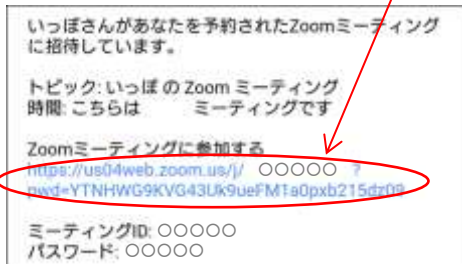 いっぽさんがあなたを予約されたZoomミーティング
に招待しています。
トピック: いっぽ の Zoom ミーティング
時間: こちらは ミーティングです
Zoomミーティングに参加する
https://us04web.zoom.us/j/ ○○○○○ ?
pwd=YTNHWG9KVG43Uk9ueFM1a0pxb215dz09
ミーティングID: ○○○○○
パスワード: ○○○○○